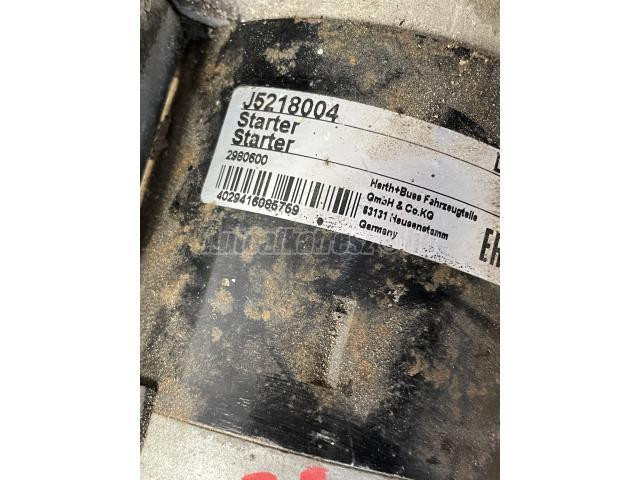 J5218004
Starter
Starter
2980600
4029416085769
Herth+Buss Fahrzeugteile
GmbH & Co.KG
63131 Heusenstamm
Germany